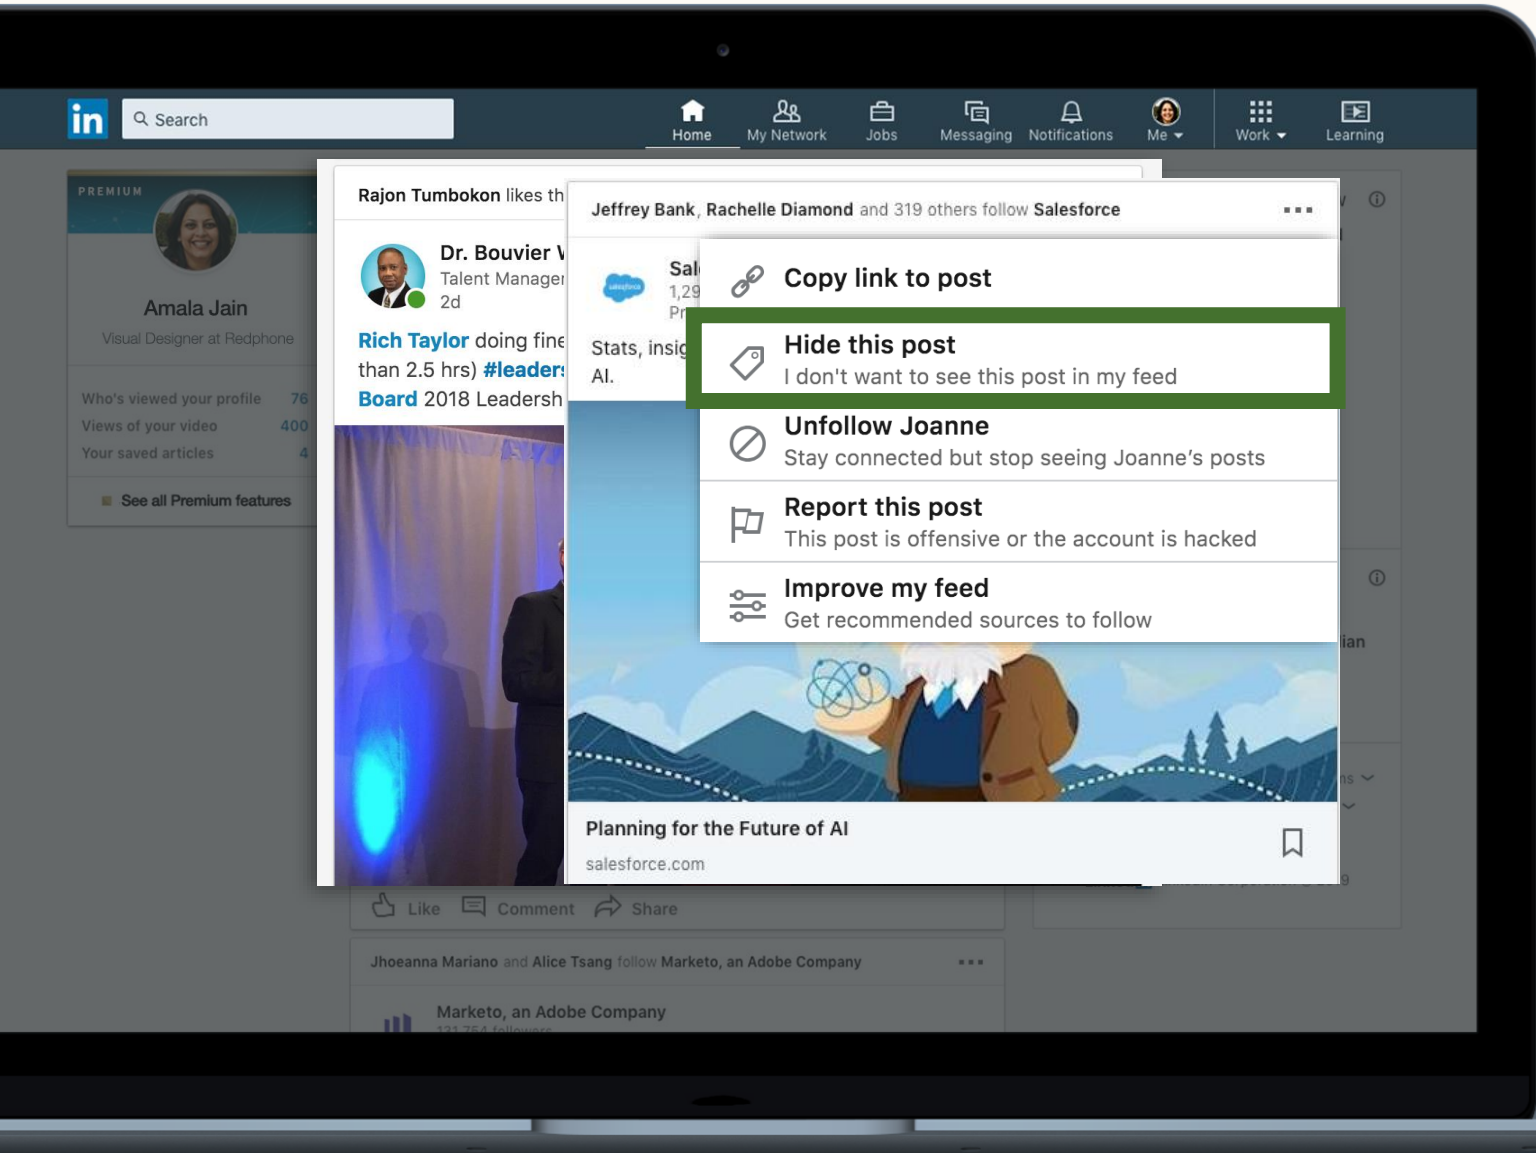 in
Search
Home
My Network
Jobs
Messaging
Notifications
Me
Work
Learning
PREMIUM
Amala Jain
Visual Designer at Redphone
Who's viewed your profile 76
Views of your video 400
Your saved articles 4
See all Premium features
Rajon Tumbokon likes
Dr. Bouvier
Talent Manager
2d
Rich Taylor doing fine
than 2.5 hrs)
Board 2018
Jeffrey Bank, Rachelle Diamond and 319 others follow Salesforce
salesforce
Stats,
AI.
Copy link to post
Hide this post
I don't want to see this post in my feed
Unfollow Joanne
Stay connected but stop seeing Joanne’s posts
Report this post
This post is offensive or the account is hacked
Improve my feed
Get recommended sources to follow
Planning for the Future of AI
salesforce.com
Like
Comment
Share
Jhoeanna Mariano and Alice Tsang follow Marketo, an Adobe Company
Marketo, an Adobe Company
131,754 followers